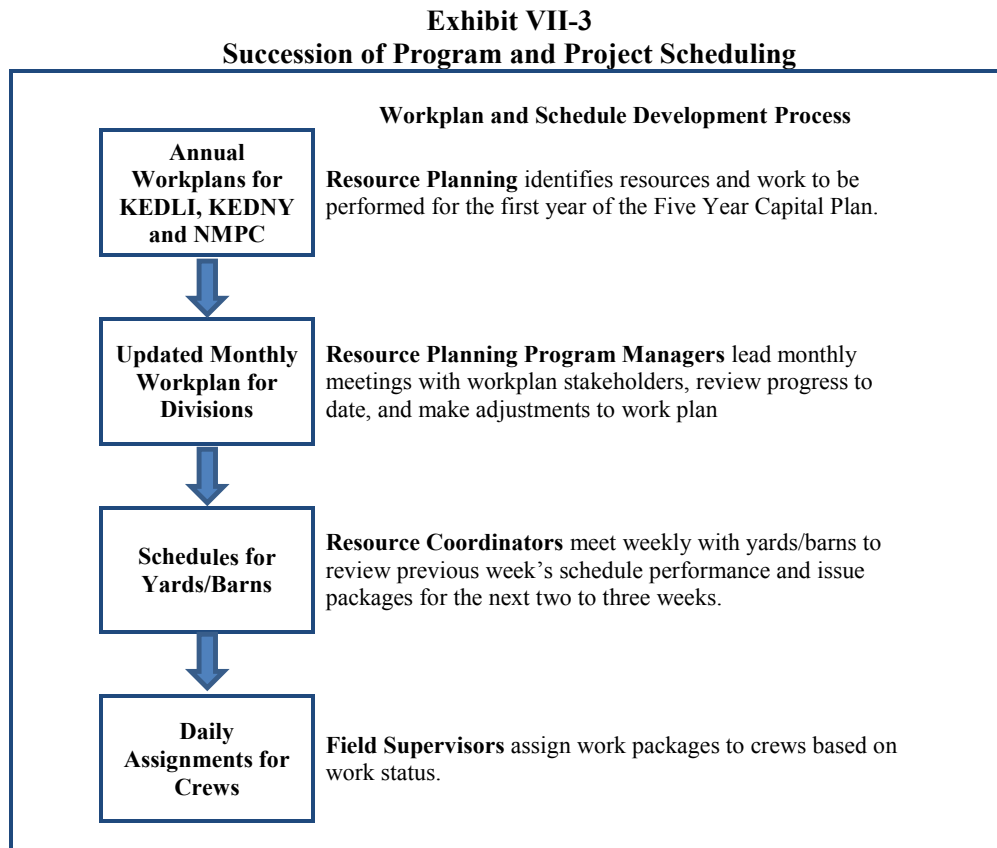 Exhibit VII-3
Succession of Program and Project Scheduling
Workplan and Schedule Development Process
Annual
Workplans for
KEDLI, KEDNY
and NMPC
Resource Planning identifies resources and work to be
performed for the first year of the Five Year Capital Plan.
Updated Monthly
Workplan for
Divisions
Resource Planning Program Managers lead monthly
meetings with workplan stakeholders, review progress to
date, and make adjustments to work plan
Schedules for
Yards/Barns
Resource Coordinators meet weekly with yards/barns to
review previous week’s schedule performance and issue
packages for the next two to three weeks.
Daily
Assignments for
Crews
Field Supervisors assign work packages to crews based on
work status.